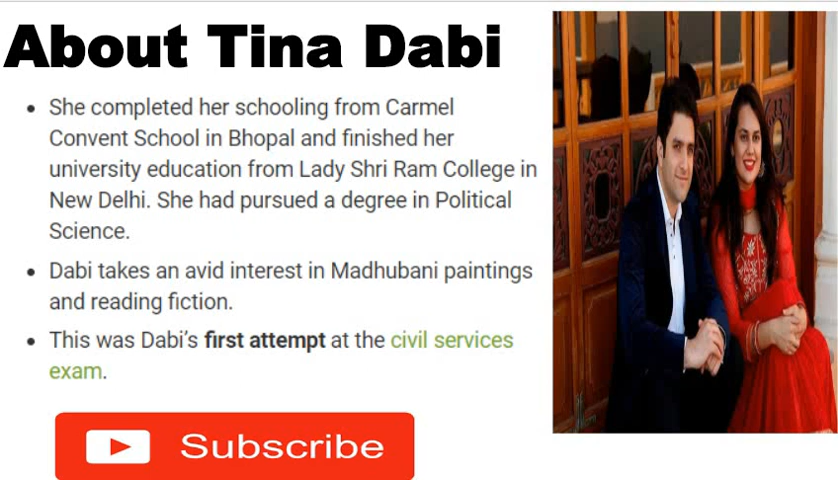 About Tina Dabi
She completed her schooling from Carmel
Convent School in Bhopal and finished her
university education from Lady Shri Ram College in
New Delhi. She had pursued a degree in Political
Science.
Dabi takes an avid interest in Madhubani paintings
and reading fiction.
This was Dabi's first attempt at the civil services
exam.
Subscribe